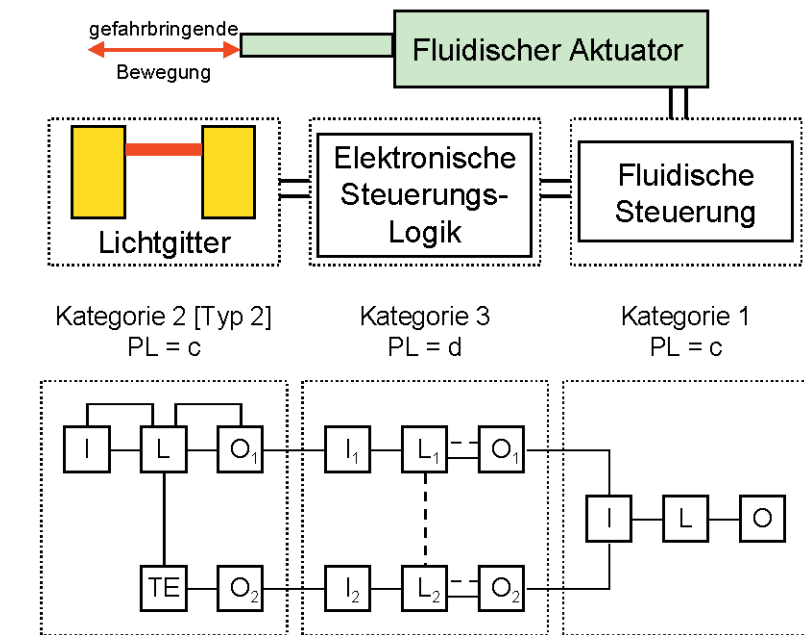 gefahrbringende
Bewegung
Fluidischer Aktuator
Lichtgitter
Elektronische
Steuerungs-
Logik
Fluidische
Steuerung
Kategorie 2 [Typ 2]
PL = c
Kategorie 3
PL = d
Kategorie 1
PL = c
I L O₁ I₁ L₁ O₁
I L O
TE O₂ I₂ L₂ O₂